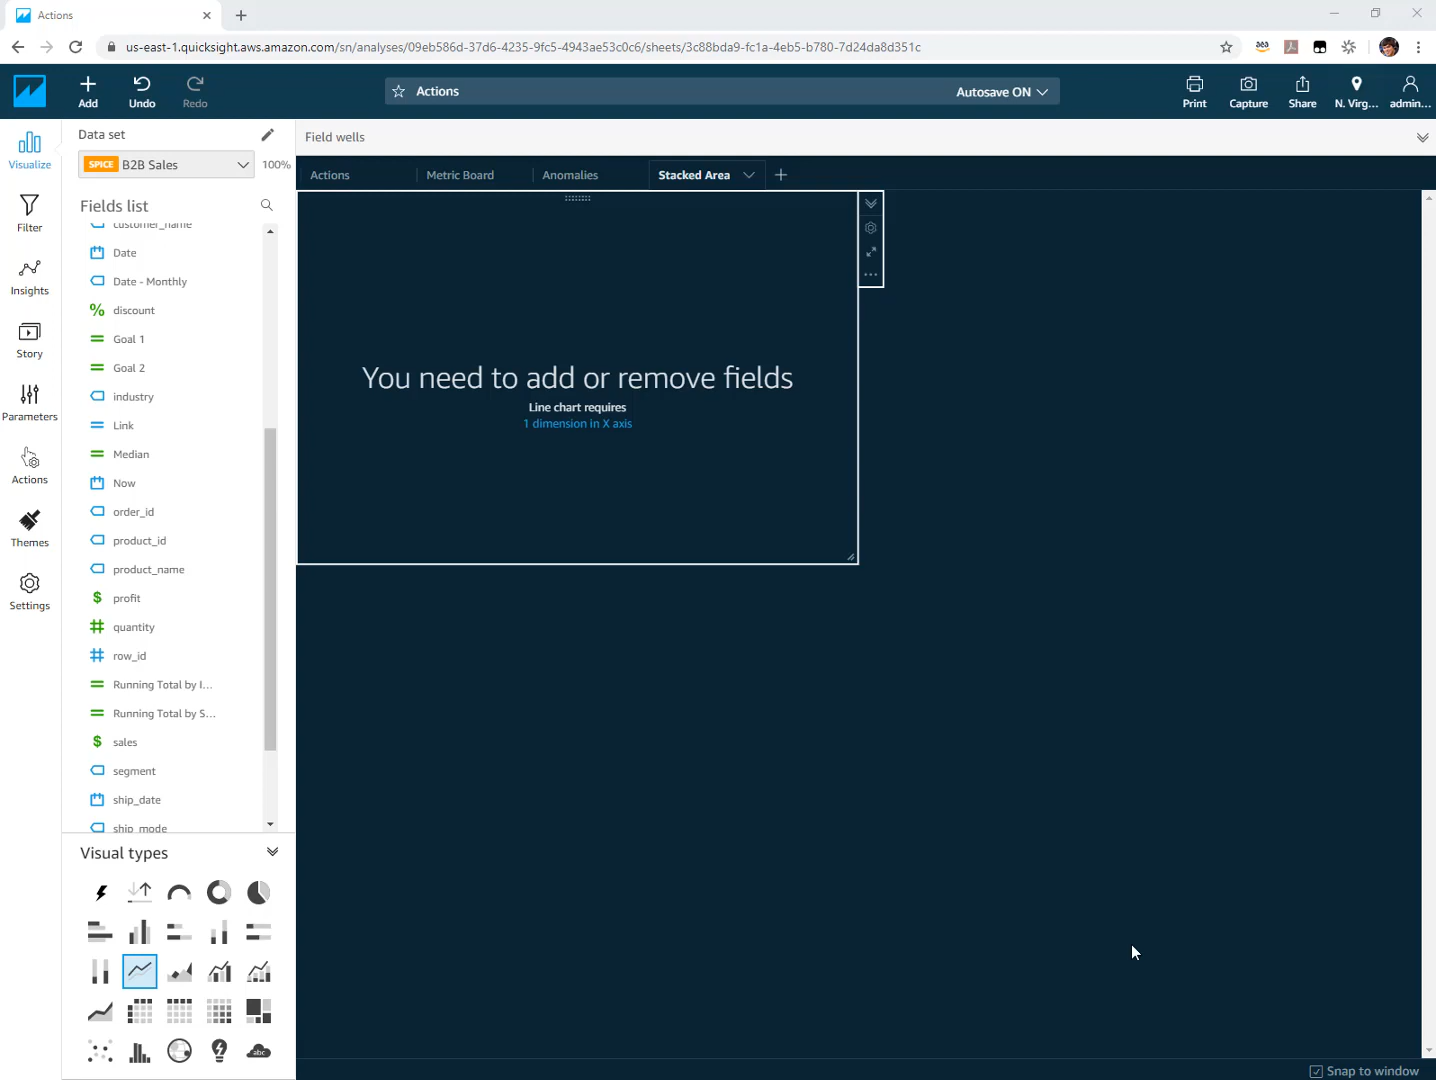 Actions
us-east-1.quicksight.aws.amazon.com/sn/analyses/09eb586d-37d6-4235-9fc5-4943ae53c0c6/sheets/3c88bda9-fc1a-4eb5-b780-7d24da8d351c
Add
Undo
Redo
Actions
Autosave ON
Print
Capture
Share
N. Virg...
admin...
Visualize
Filter
Insights
Story
Parameters
Actions
Themes
Settings
Data set
SPICE B2B Sales
100%
Fields list
customer_name
Date
Date - Monthly
discount
Goal 1
Goal 2
industry
Link
Median
Now
order_id
product_id
product_name
profit
quantity
row_id
Running Total by I...
Running Total by S...
sales
segment
ship_date
ship_mode
Visual types
abc
Field wells
Actions
Metric Board
Anomalies
Stacked Area
You need to add or remove fields
Line chart requires
1 dimension in X axis
Snap to window